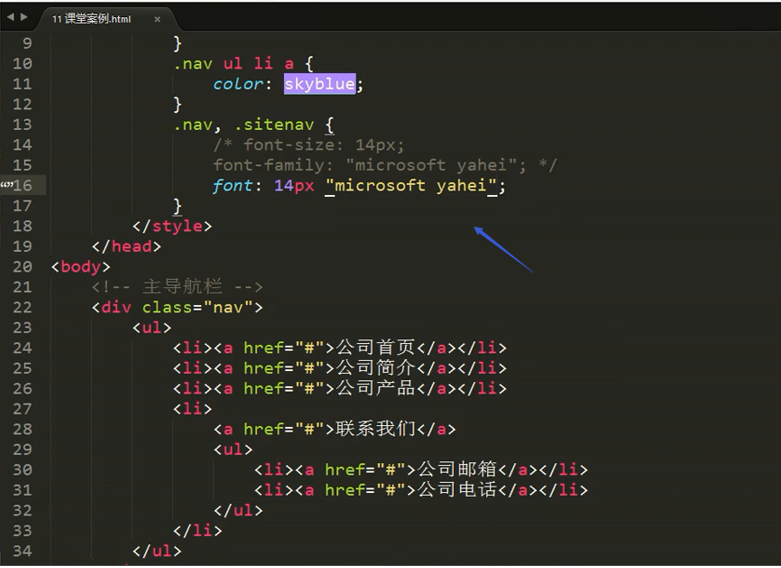 11 课堂案例.html
9 }
10 .nav ul li a {
11 color: skyblue;
12 }
13 .nav, .sitenav {
14 /* font-size: 14px;
15 font-family: "microsoft yahei"; */
16 font: 14px "microsoft yahei";
17 }
18 </style>
19 </head>
20 <body>
21 <!-- 主导航栏 -->
22 <div class="nav">
23 <ul>
24 <li><a href="#">公司首页</a></li>
25 <li><a href="#">公司简介</a></li>
26 <li><a href="#">公司产品</a></li>
27 <li>
28 <a href="#">联系我们</a>
29 <ul>
30 <li><a href="#">公司邮箱</a></li>
31 <li><a href="#">公司电话</a></li>
32 </ul>
33 </li>
34 </ul>